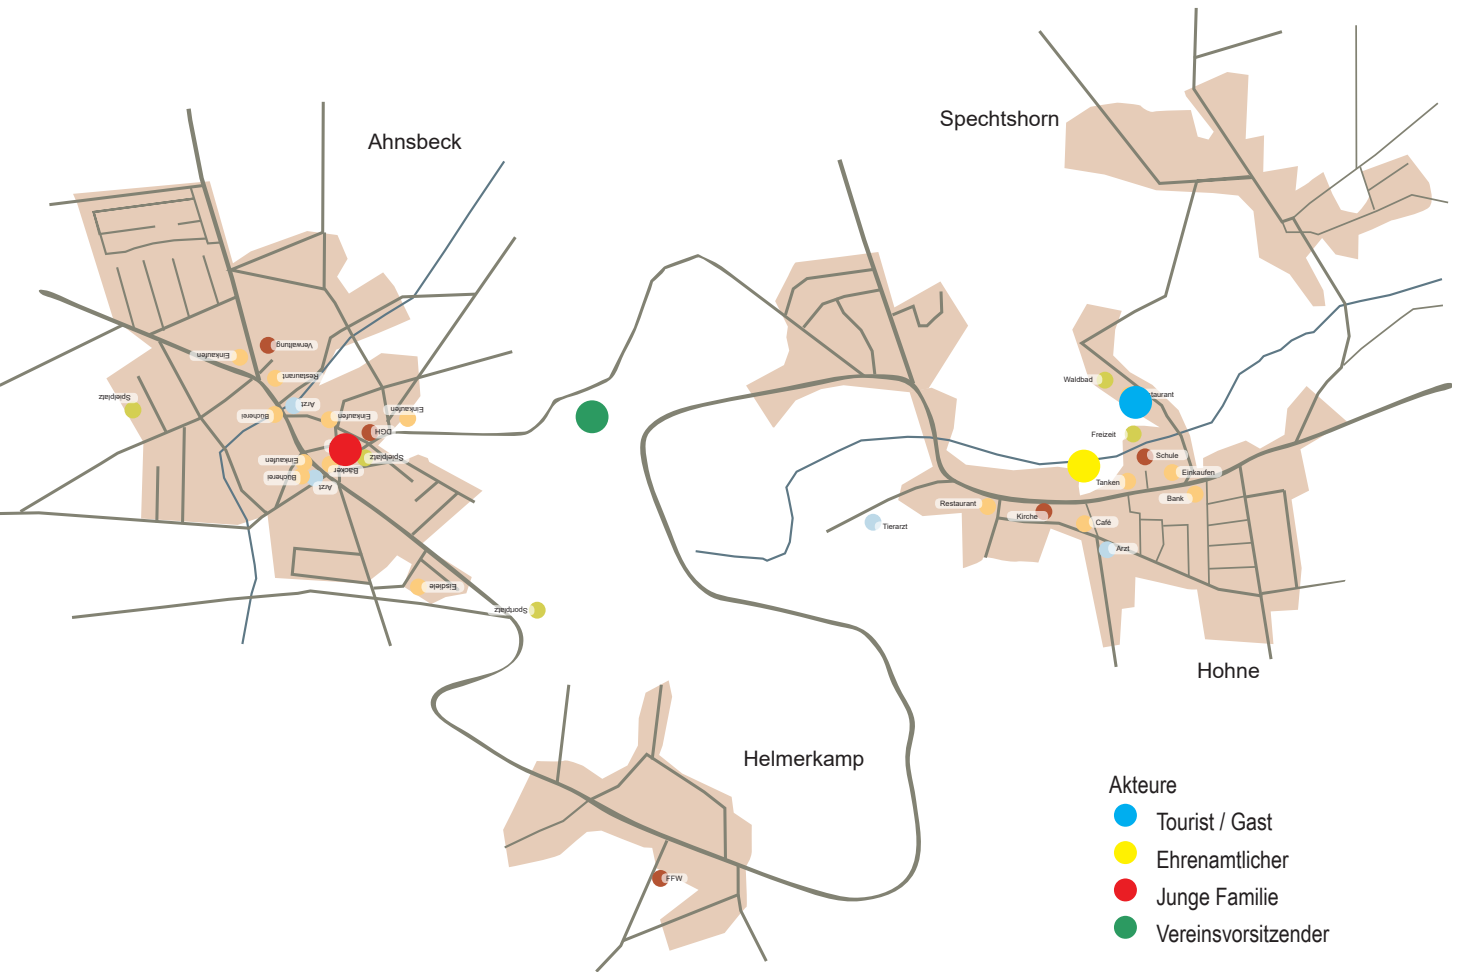 Spechtshorn
Ahnsbeck
Verwaltung
Einkaufen
Restaurant
Spielplatz
Arzt
Bücherei
Einkaufen
Einkaufen
DGH
Einkaufen
Bäcker
Spielplatz
Bücherei
Arzt
Eisdiele
Sportplatz
Waldbad
taurant
Freizeit
Schule
Einkaufen
Tanken
Bank
Restaurant
Kirche
Café
Tierarzt
Arzt
Hohne
Helmerkamp
FFW
Akteure
Tourist / Gast
Ehrenamtlicher
Junge Familie
Vereinsvorsitzender